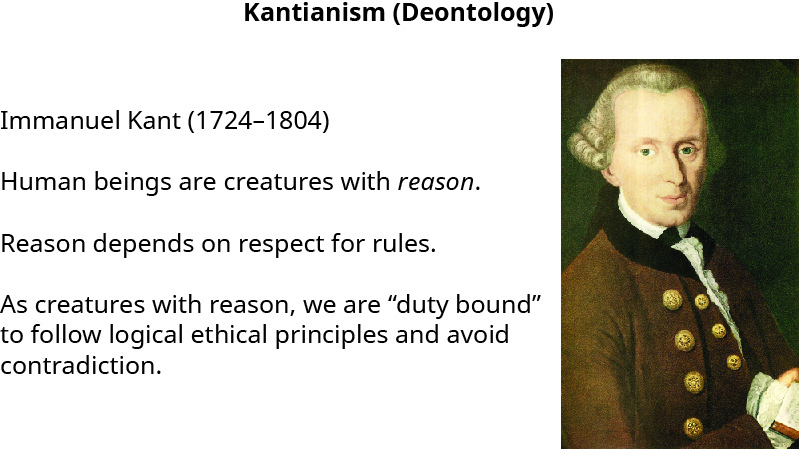 Kantianism (Deontology)
Immanuel Kant (1724–1804)
Human beings are creatures with reason.
Reason depends on respect for rules.
As creatures with reason, we are “duty bound”
to follow logical ethical principles and avoid
contradiction.